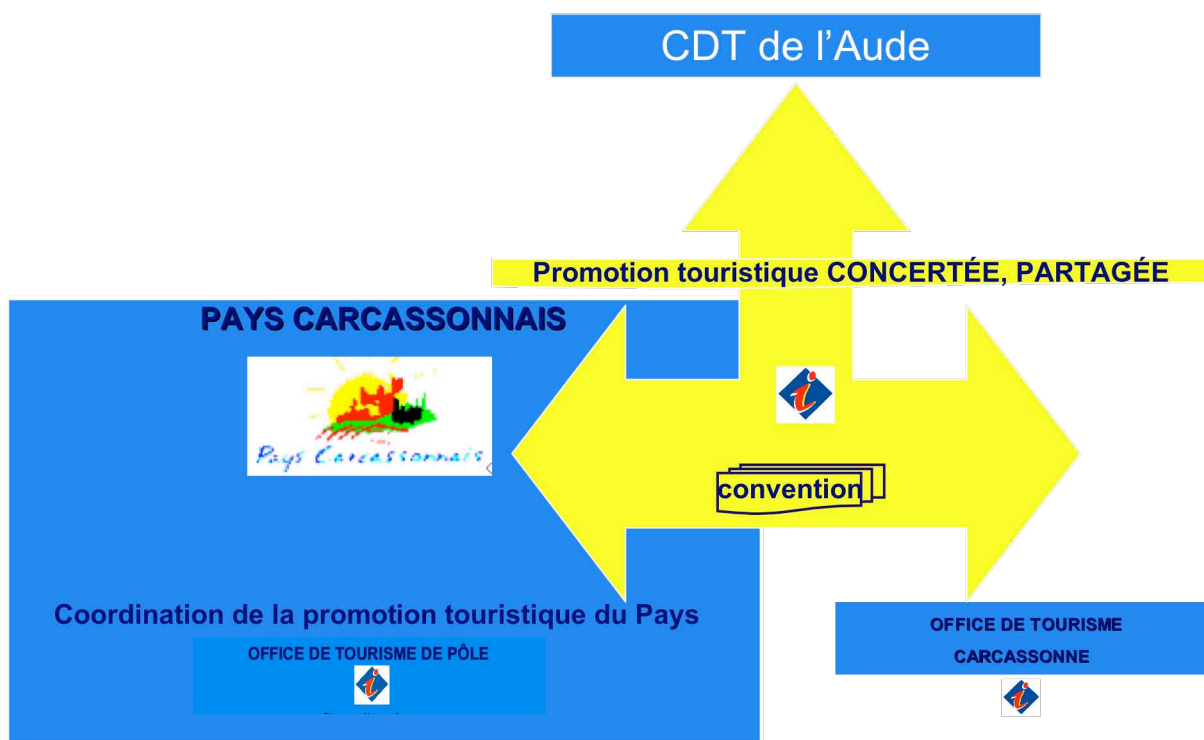 CDT de l’Aude
Promotion touristique CONCERTÉE, PARTAGÉE
PAYS CARCASSONNAIS
Pays Carcassonnais
convention
Coordination de la promotion touristique du Pays
OFFICE DE TOURISME DE PÔLE
OFFICE DE TOURISME
CARCASSONNE